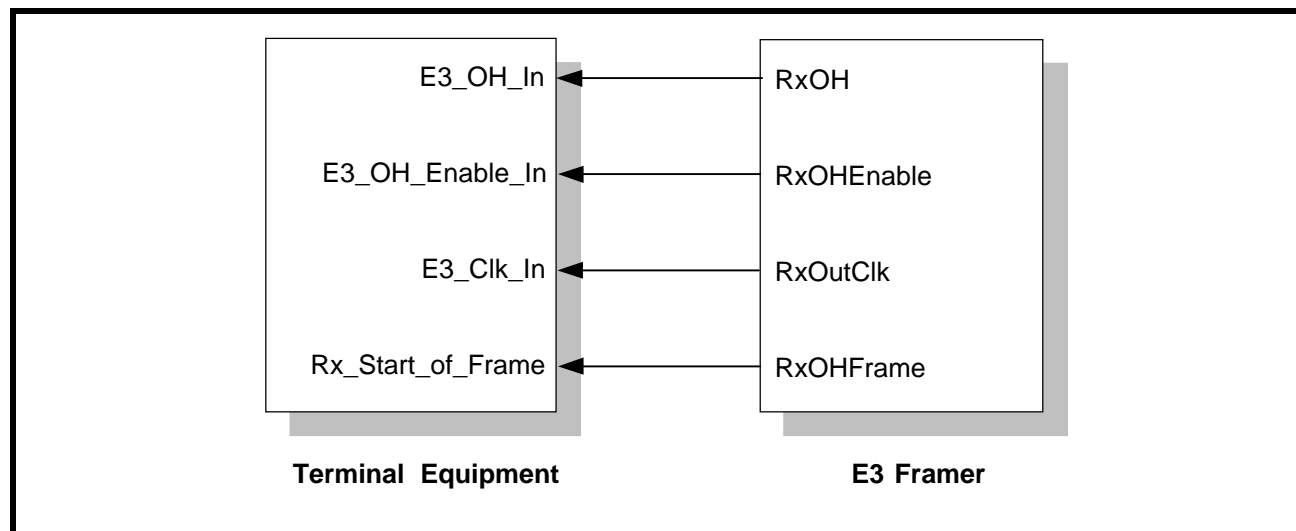 E3_OH_In
RxOH
E3_OH_Enable_In
RxOHEnable
E3_Clk_In
RxOutClk
Rx_Start_of_Frame
RxOHFrame
Terminal Equipment
E3 Framer